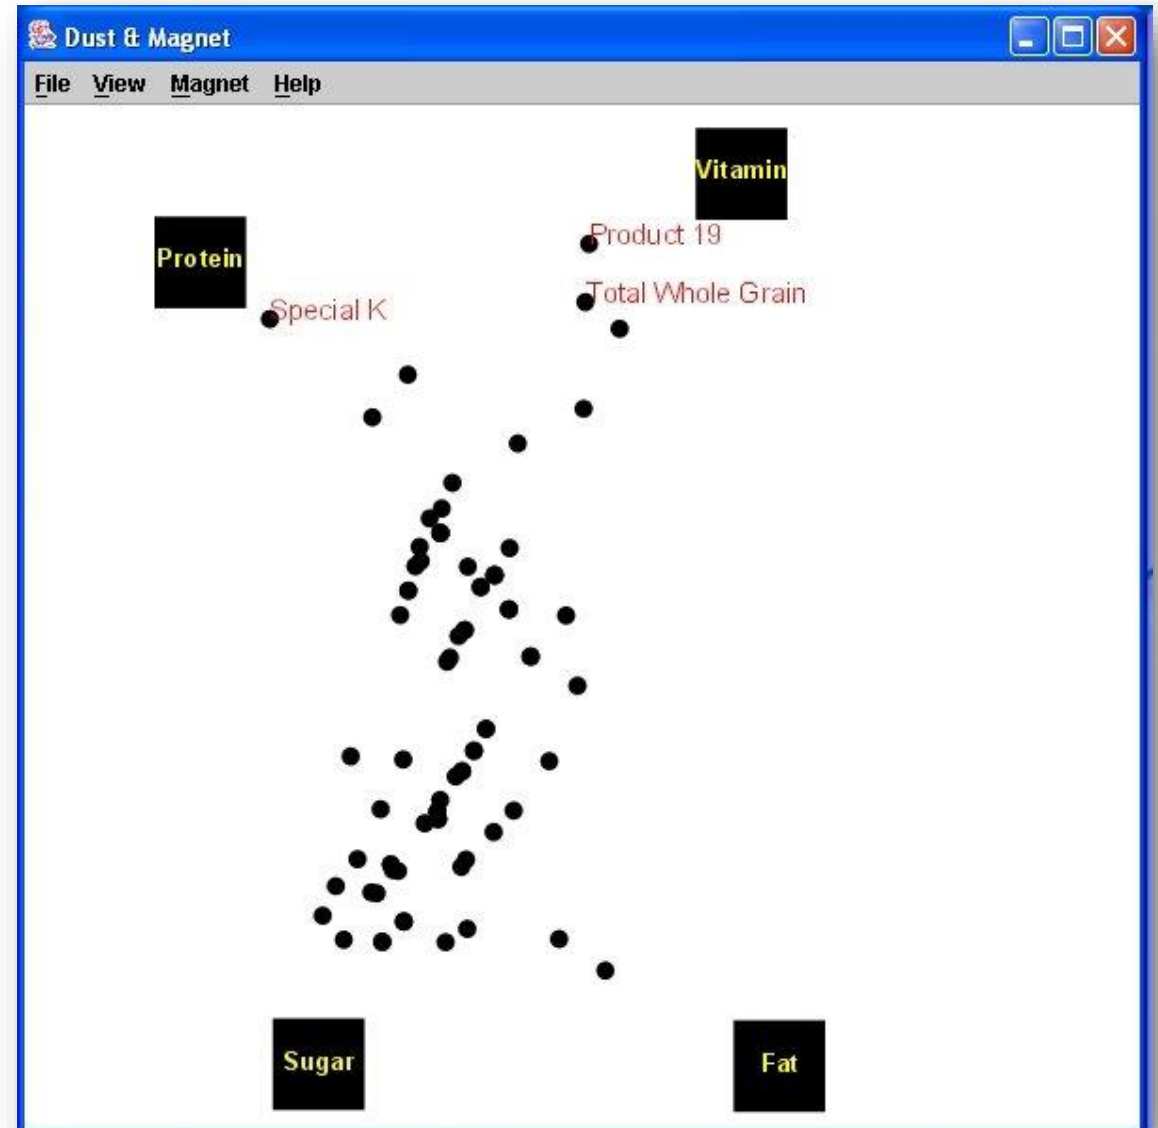 Dust & Magnet
File View Magnet Help
Vitamin
Product 19
Protein
Total Whole Grain
Special K
Sugar
Fat